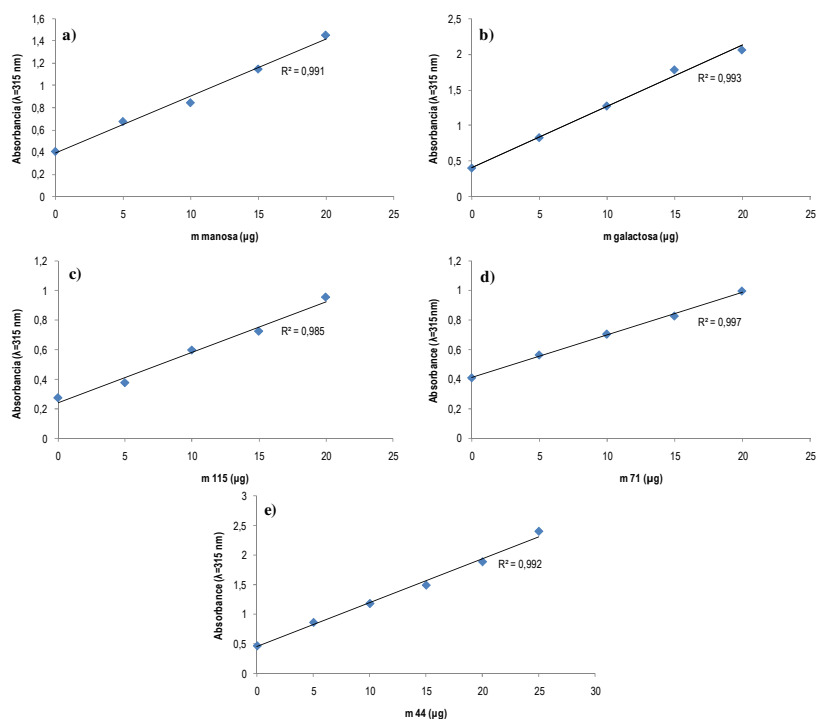 a)
Absorbancia (λ=315 nm)
1,6
1,4
1,2
1
0,8
0,6
0,4
0,2
0
R² = 0,991
0 5 10 15 20 25
m manosa (µg)
b)
Absorbancia (λ=315 nm)
2,5
2
1,5
1
0,5
0
R² = 0,993
0 5 10 15 20 25
m galactosa (µg)
c)
Absorbancia (λ=315 nm)
1,2
1
0,8
0,6
0,4
0,2
0
R² = 0,985
0 5 10 15 20 25
m 115 (µg)
d)
Absorbance (λ=315nm)
1,2
1
0,8
0,6
0,4
0,2
0
R² = 0,997
0 5 10 15 20 25
m 71 (µg)
e)
Absorbance (λ=315 nm)
3
2,5
2
1,5
1
0,5
0
R² = 0,992
0 5 10 15 20 25 30
m 44 (µg)